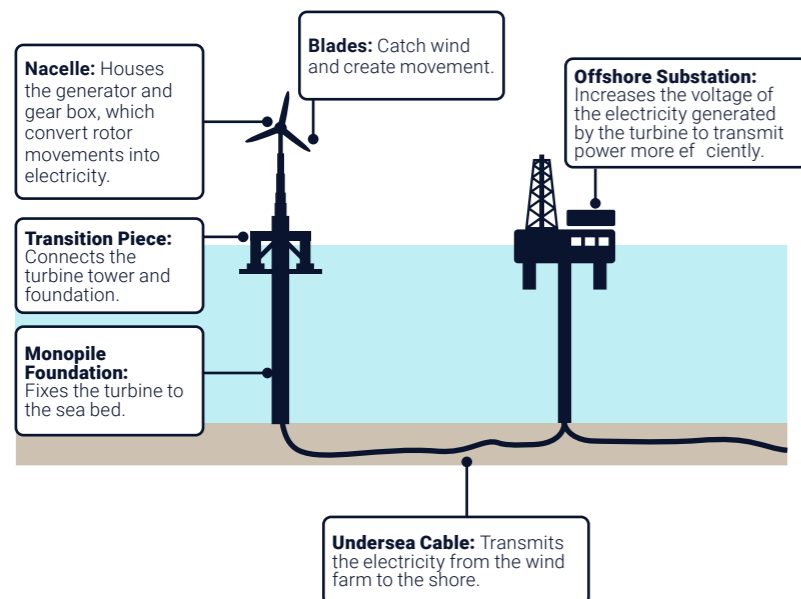 Nacelle: Houses
the generator and
gear box, which
convert rotor
movements into
electricity.
Blades: Catch wind
and create movement.
Offshore Substation:
Increases the voltage of
the electricity generated
by the turbine to transmit
power more ef ciently.
Transition Piece:
Connects the
turbine tower and
foundation.
Monopile
Foundation:
Fixes the turbine to
the sea bed.
Undersea Cable: Transmits
the electricity from the wind
farm to the shore.